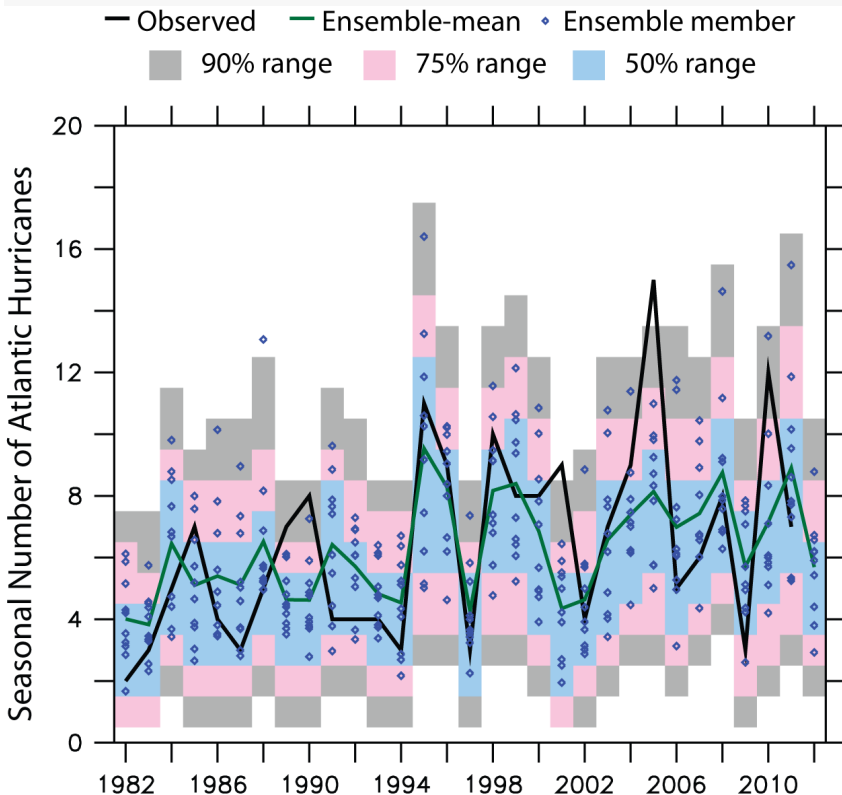 Observed Ensemble-mean Ensemble member
90% range 75% range 50% range
Seasonal Number of Atlantic Hurricanes
20
16
12
8
4
0
1982 1986 1990 1994 1998 2002 2006 2010